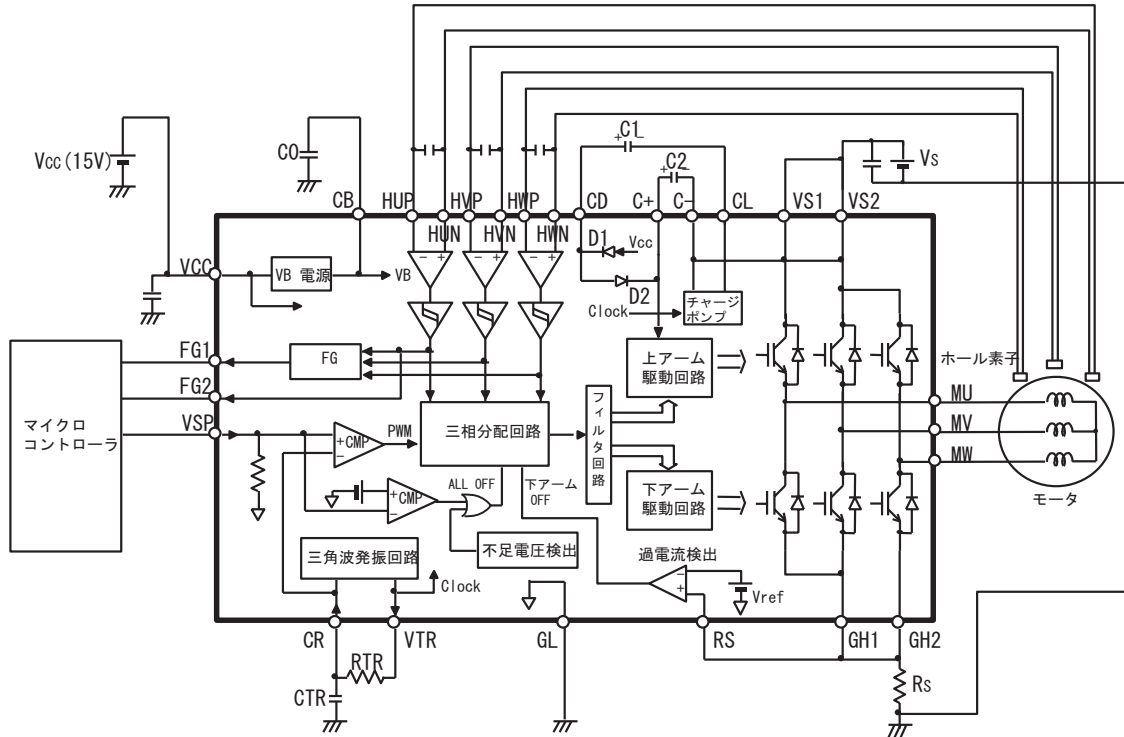 C1
+ −
C2
+ −
Vcc (15V)
C0
Vs
CB
HUP
HVP
HWP
CD
C+
C-
CL
VS1
VS2
HUN
HVN
HWN
D1
Vcc
VCC
VB 電源
VB
− +
− +
− +
D2
Clock
チャージ
ポンプ
FG1
FG
上アーム
駆動回路
ホール素子
FG2
MU
マイクロ
コントローラ
VSP
三相分配回路
フィルタ回路
MV
+
−
CMP
PWM
MW
ALL OFF
下アーム
OFF
+
−
CMP
下アーム
駆動回路
モータ
三角波発振回路
不足電圧検出
過電流検出
Clock
−
+
Vref
CR
VTR
GL
RS
GH1
GH2
RTR
CTR
Rs